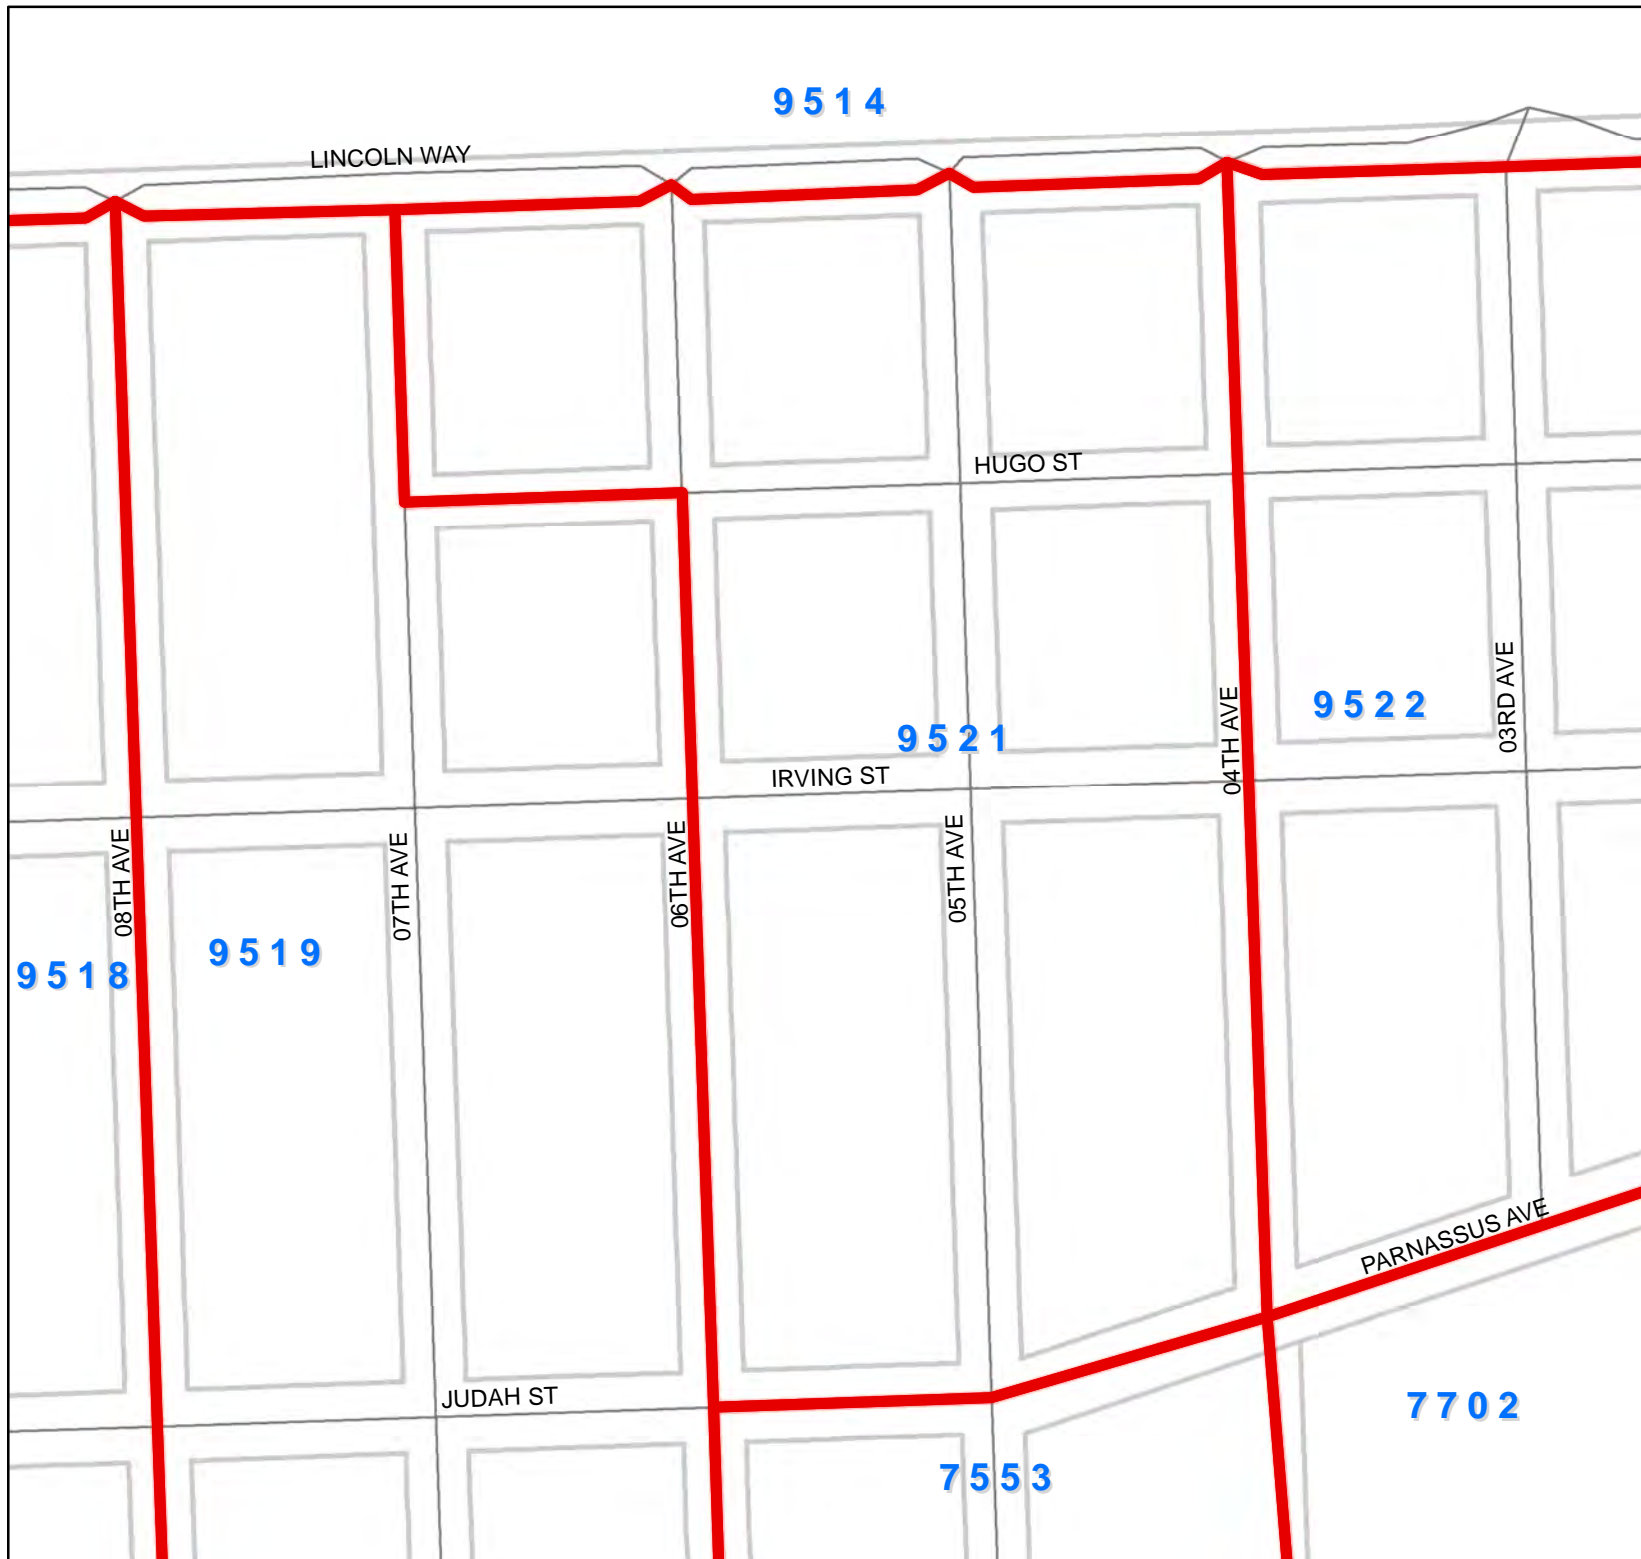 9514
LINCOLN WAY
HUGO ST
03RD AVE
9522
04TH AVE
9521
IRVING ST
08TH AVE
07TH AVE
06TH AVE
05TH AVE
9519
9518
PARNASSUS AVE
JUDAH ST
7702
7553